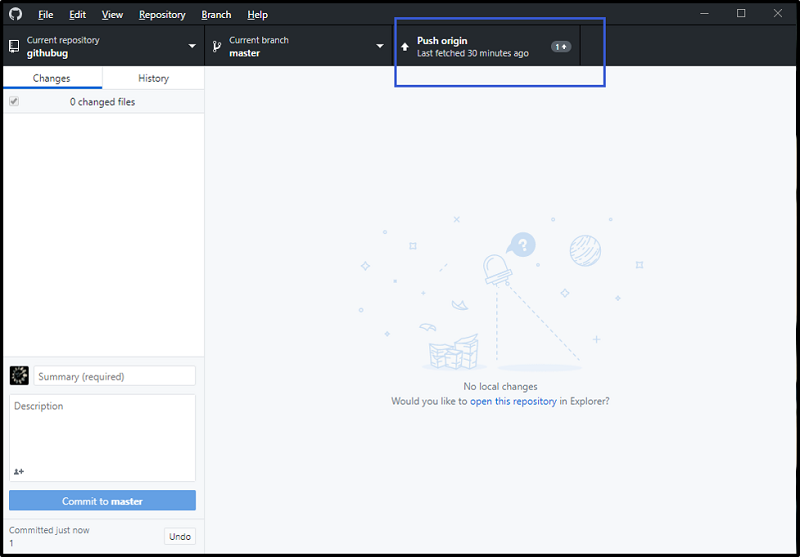 File Edit View Repository Branch Help
Current repository
githubug
Current branch
master
Push origin
Last fetched 30 minutes ago
1
Changes History
0 changed files
?
No local changes
Would you like to open this repository in Explorer?
Summary (required)
Description
Commit to master
Committed just now
1
Undo